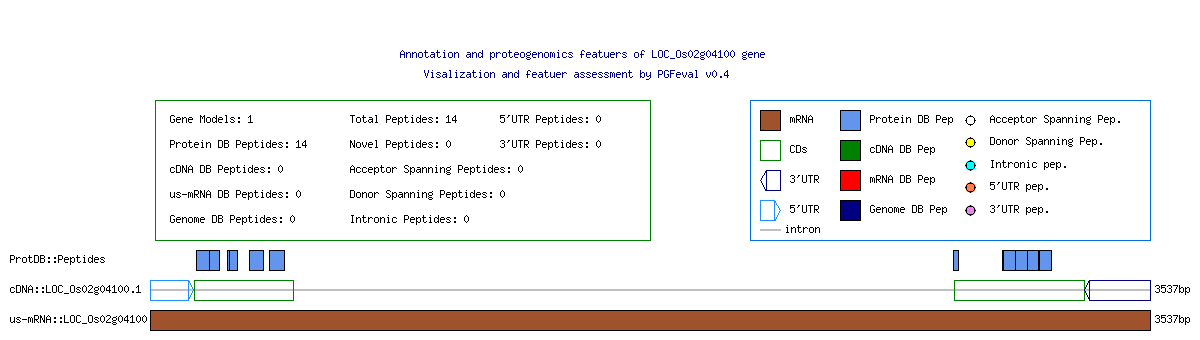 Annotation and proteogenomics featuers of LOC_Os02g04100 gene
Visalization and featuer assessment by PGFeval v0.4
Gene Models: 1
Total Peptides: 14
5'UTR Peptides: 0
Protein DB Peptides: 14
Novel Peptides: 0
3'UTR Peptides: 0
cDNA DB Peptides: 0
Acceptor Spanning Peptides: 0
us-mRNA DB Peptides: 0
Donor Spanning Peptides: 0
Genome DB Peptides: 0
Intronic Peptides: 0
mRNA
Protein DB Pep
Acceptor Spanning Pep.
CDs
cDNA DB Pep
Donor Spanning Pep.
3'UTR
mRNA DB Pep
Intronic pep.
5'UTR
Genome DB Pep
5'UTR pep.
3'UTR pep.
intron
ProtDB::Peptides
cDNA::LOC_Os02g04100.1
3537bp
us-mRNA::LOC_Os02g04100
3537bp